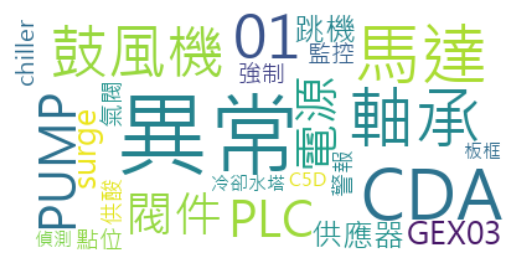 chiller
鼓風機
01
跳機
監控
馬達
強制
PUMP
surge
氣閥
異常
電源
軸承
板框
供酸
冷卻水塔
C5D
警報
CDA
閥件
PLC
偵測
點位
供應器
GEX03